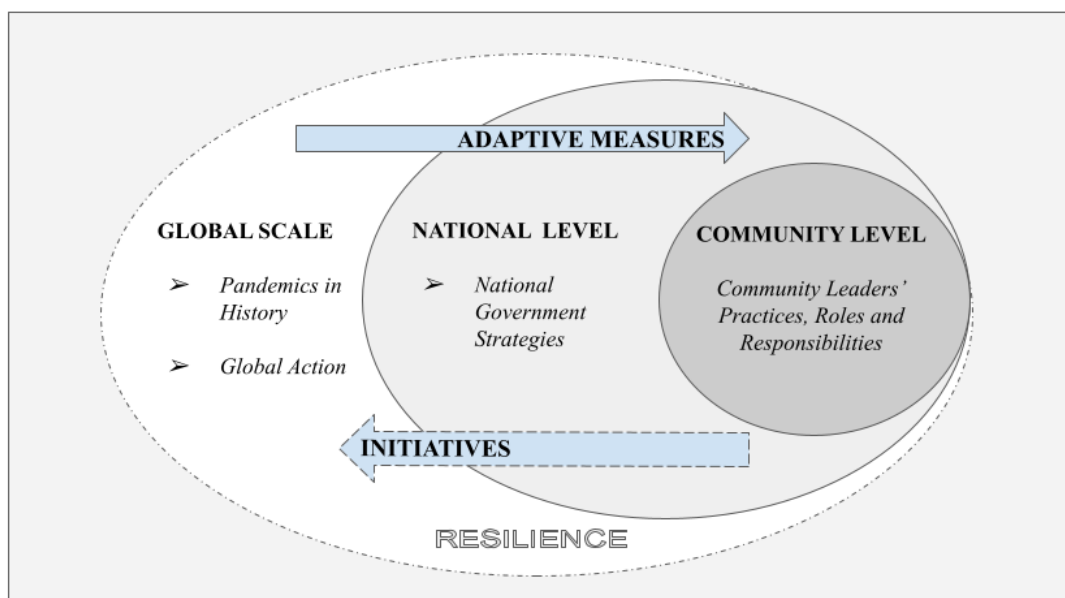 ADAPTIVE MEASURES
GLOBAL SCALE
➢ Pandemics in
History
➢ Global Action
NATIONAL LEVEL
➢ National
Government
Strategies
COMMUNITY LEVEL
Community Leaders’
Practices, Roles and
Responsibilities
INITIATIVES
RESILIENCE